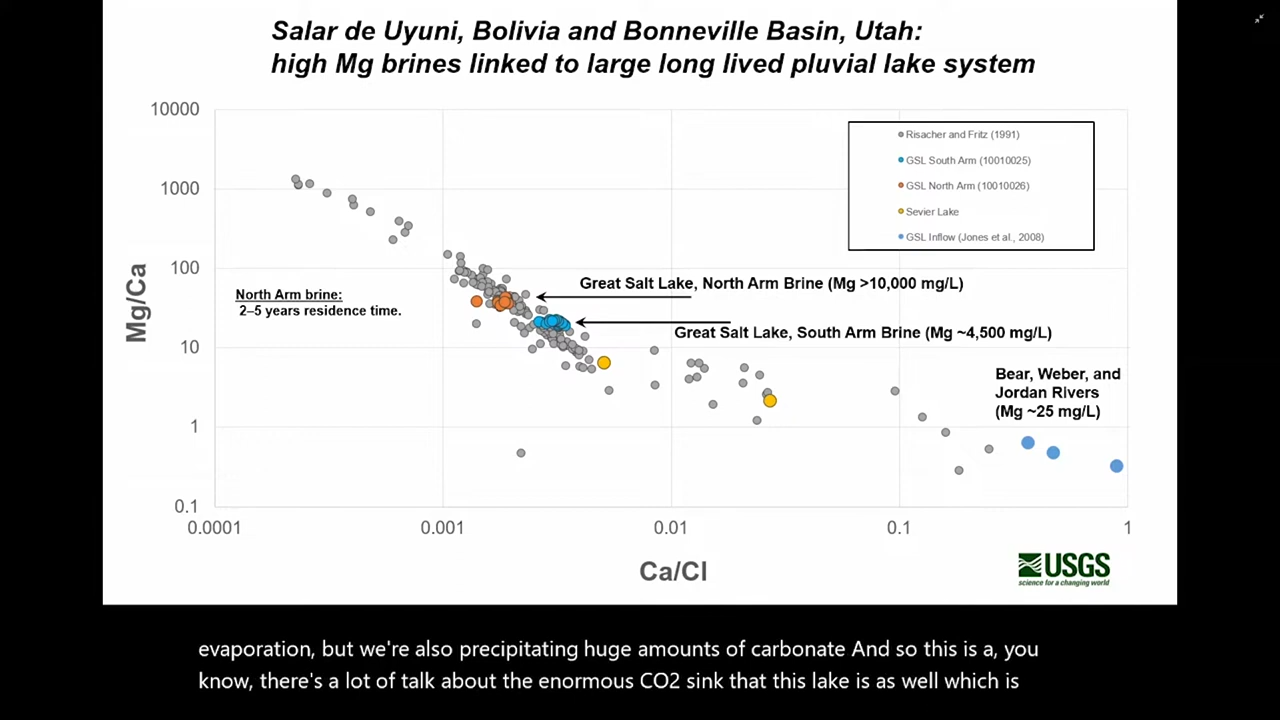 Salar de Uyuni, Bolivia and Bonneville Basin, Utah:
high Mg brines linked to large long lived pluvial lake system
10000
1000
100
10
1
0.1
Mg/Ca
Risacher and Fritz (1991)
GSL South Arm (10010025)
GSL North Arm (10010026)
Sevier Lake
GSL Inflow (Jones et al., 2008)
North Arm brine:
2–5 years residence time.
Great Salt Lake, North Arm Brine (Mg >10,000 mg/L)
Great Salt Lake, South Arm Brine (Mg ~4,500 mg/L)
Bear, Weber, and
Jordan Rivers
(Mg ~25 mg/L)
0.0001
0.001
0.01
0.1
1
Ca/Cl
USGS
science for a changing world
evaporation, but we're also precipitating huge amounts of carbonate And so this is a, you
know, there's a lot of talk about the enormous CO2 sink that this lake is as well which is